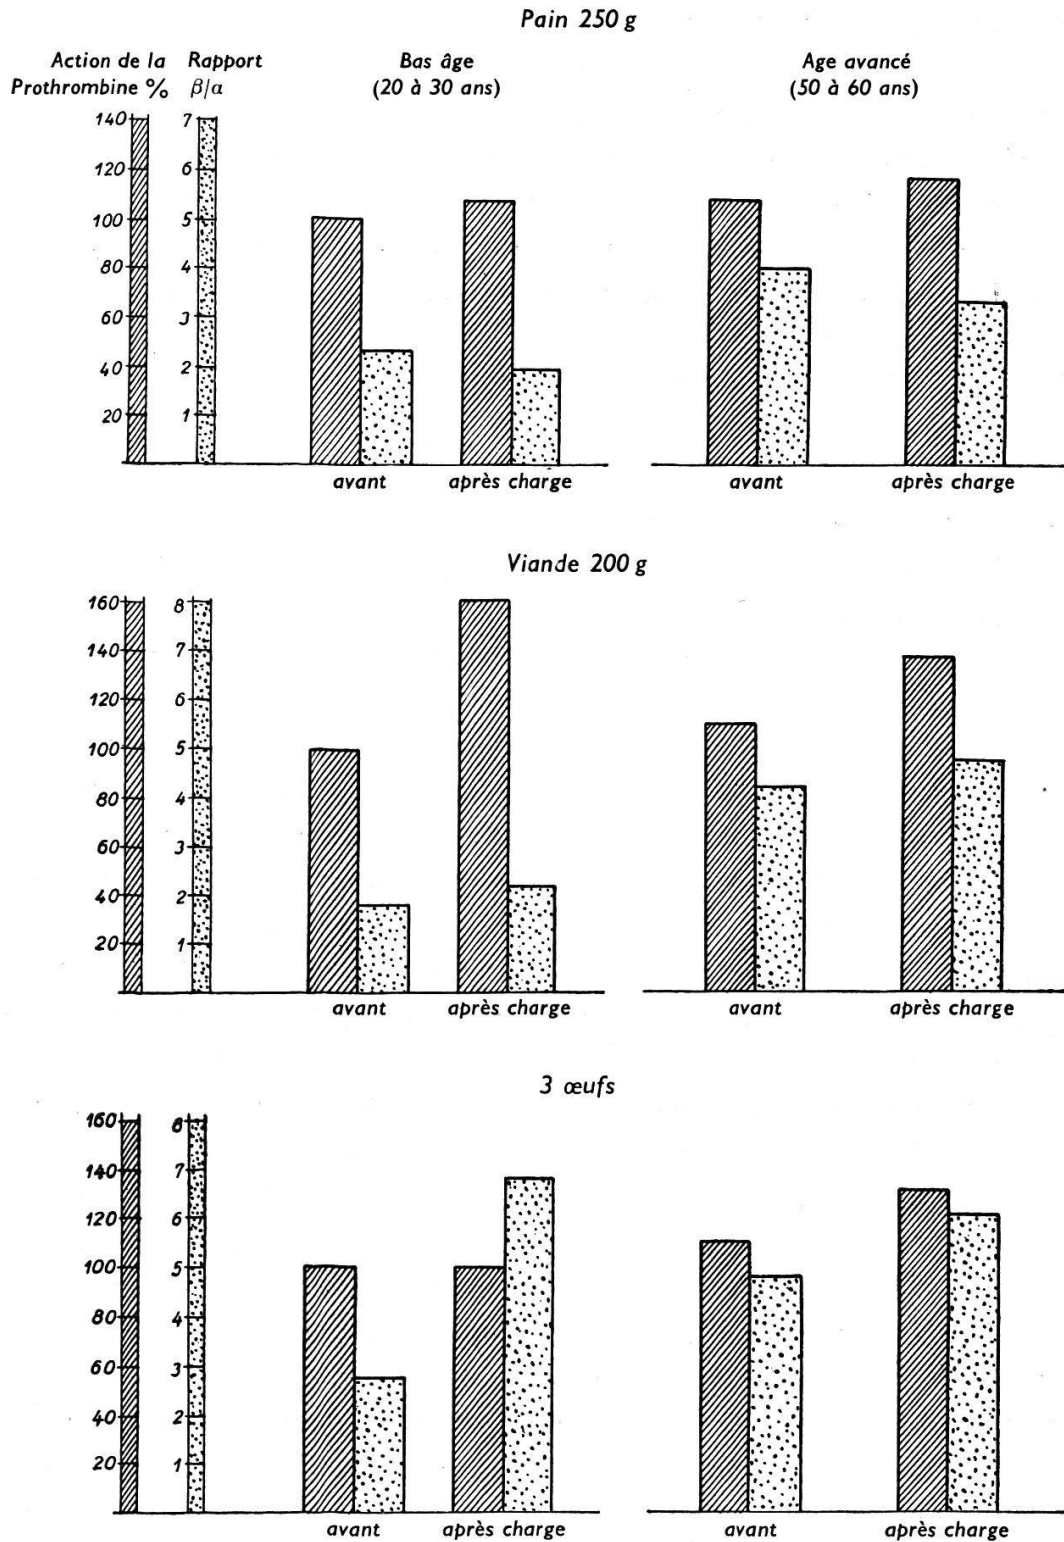 Pain 250 g
Action de la
Prothrombine %
Rapport
β/α
Bas âge
(20 à 30 ans)
Age avancé
(50 à 60 ans)
140
120
100
80
60
40
20
7
6
5
4
3
2
1
avant
après charge
avant
après charge
Viande 200 g
160
140
120
100
80
60
40
20
8
7
6
5
4
3
2
1
avant
après charge
avant
après charge
3 œufs
160
140
120
100
80
60
40
20
8
7
6
5
4
3
2
1
avant
après charge
avant
après charge